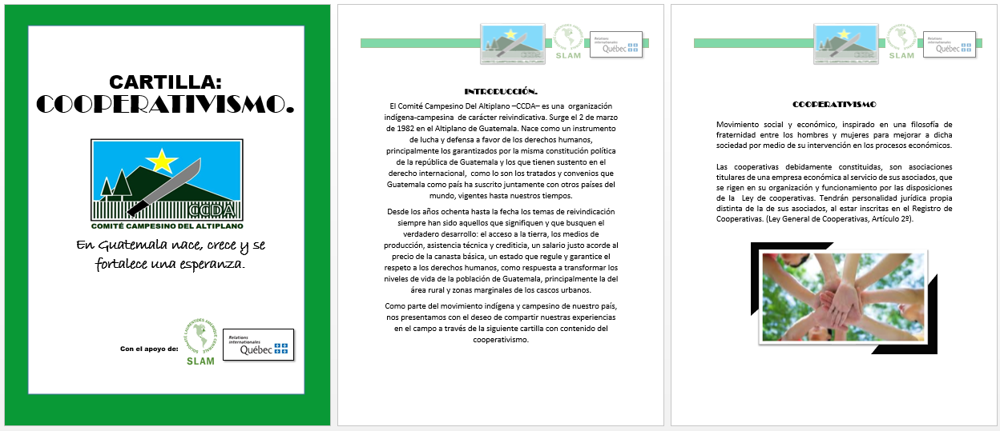 CARTILLA:
COOPERATIVISMO.
CCDA
COMITÉ CAMPESINO DEL ALTIPLANO
En Guatemala nace, crece y se
fortalece una esperanza.
Con el apoyo de:
SOLIDARITÉ LAURENTIDES AMÉRIQUE CENTRALE
SLAM
Relations
internationales
Québec
CCDA
COMITÉ CAMPESINO DEL ALTIPLANO
SLAM
Relations
internationales
Québec
INTRODUCCIÓN.
El Comité Campesino Del Altiplano –CCDA– es una organización
indígena-campesina de carácter reivindicativa. Surge el 2 de marzo
de 1982 en el Altiplano de Guatemala. Nace como un instrumento
de lucha y defensa a favor de los derechos humanos,
principalmente los garantizados por la misma constitución política
de la república de Guatemala y los que tienen sustento en el
derecho internacional, como lo son los tratados y convenios que
Guatemala como país ha suscrito juntamente con otros países del
mundo, vigentes hasta nuestros tiempos.
Desde los años ochenta hasta la fecha los temas de reivindicación
siempre han sido aquellos que signifiquen y que busquen el
verdadero desarrollo: el acceso a la tierra, los medios de
producción, asistencia técnica y crediticia, un salario justo acorde al
precio de la canasta básica, un estado que regule y garantice el
respeto a los derechos humanos, como respuesta a transformar los
niveles de vida de la población de Guatemala, principalmente la del
área rural y zonas marginales de los cascos urbanos.
Como parte del movimiento indígena y campesino de nuestro país,
nos presentamos con el deseo de compartir nuestras experiencias
en el campo a través de la siguiente cartilla con contenido del
cooperativismo.
CCDA
COMITÉ CAMPESINO DEL ALTIPLANO
SLAM
Relations
internationales
Québec
COOPERATIVISMO
Movimiento social y económico, inspirado en una filosofía de
fraternidad entre los hombres y mujeres para mejorar a dicha
sociedad por medio de su intervención en los procesos económicos.
Las cooperativas debidamente constituidas, son asociaciones
titulares de una empresa económica al servicio de sus asociados, que
se rigen en su organización y funcionamiento por las disposiciones
de la Ley de cooperativas. Tendrán personalidad jurídica propia
distinta de la de sus asociados, al estar inscritas en el Registro de
Cooperativas. (Ley General de Cooperativas, Artículo 2º).